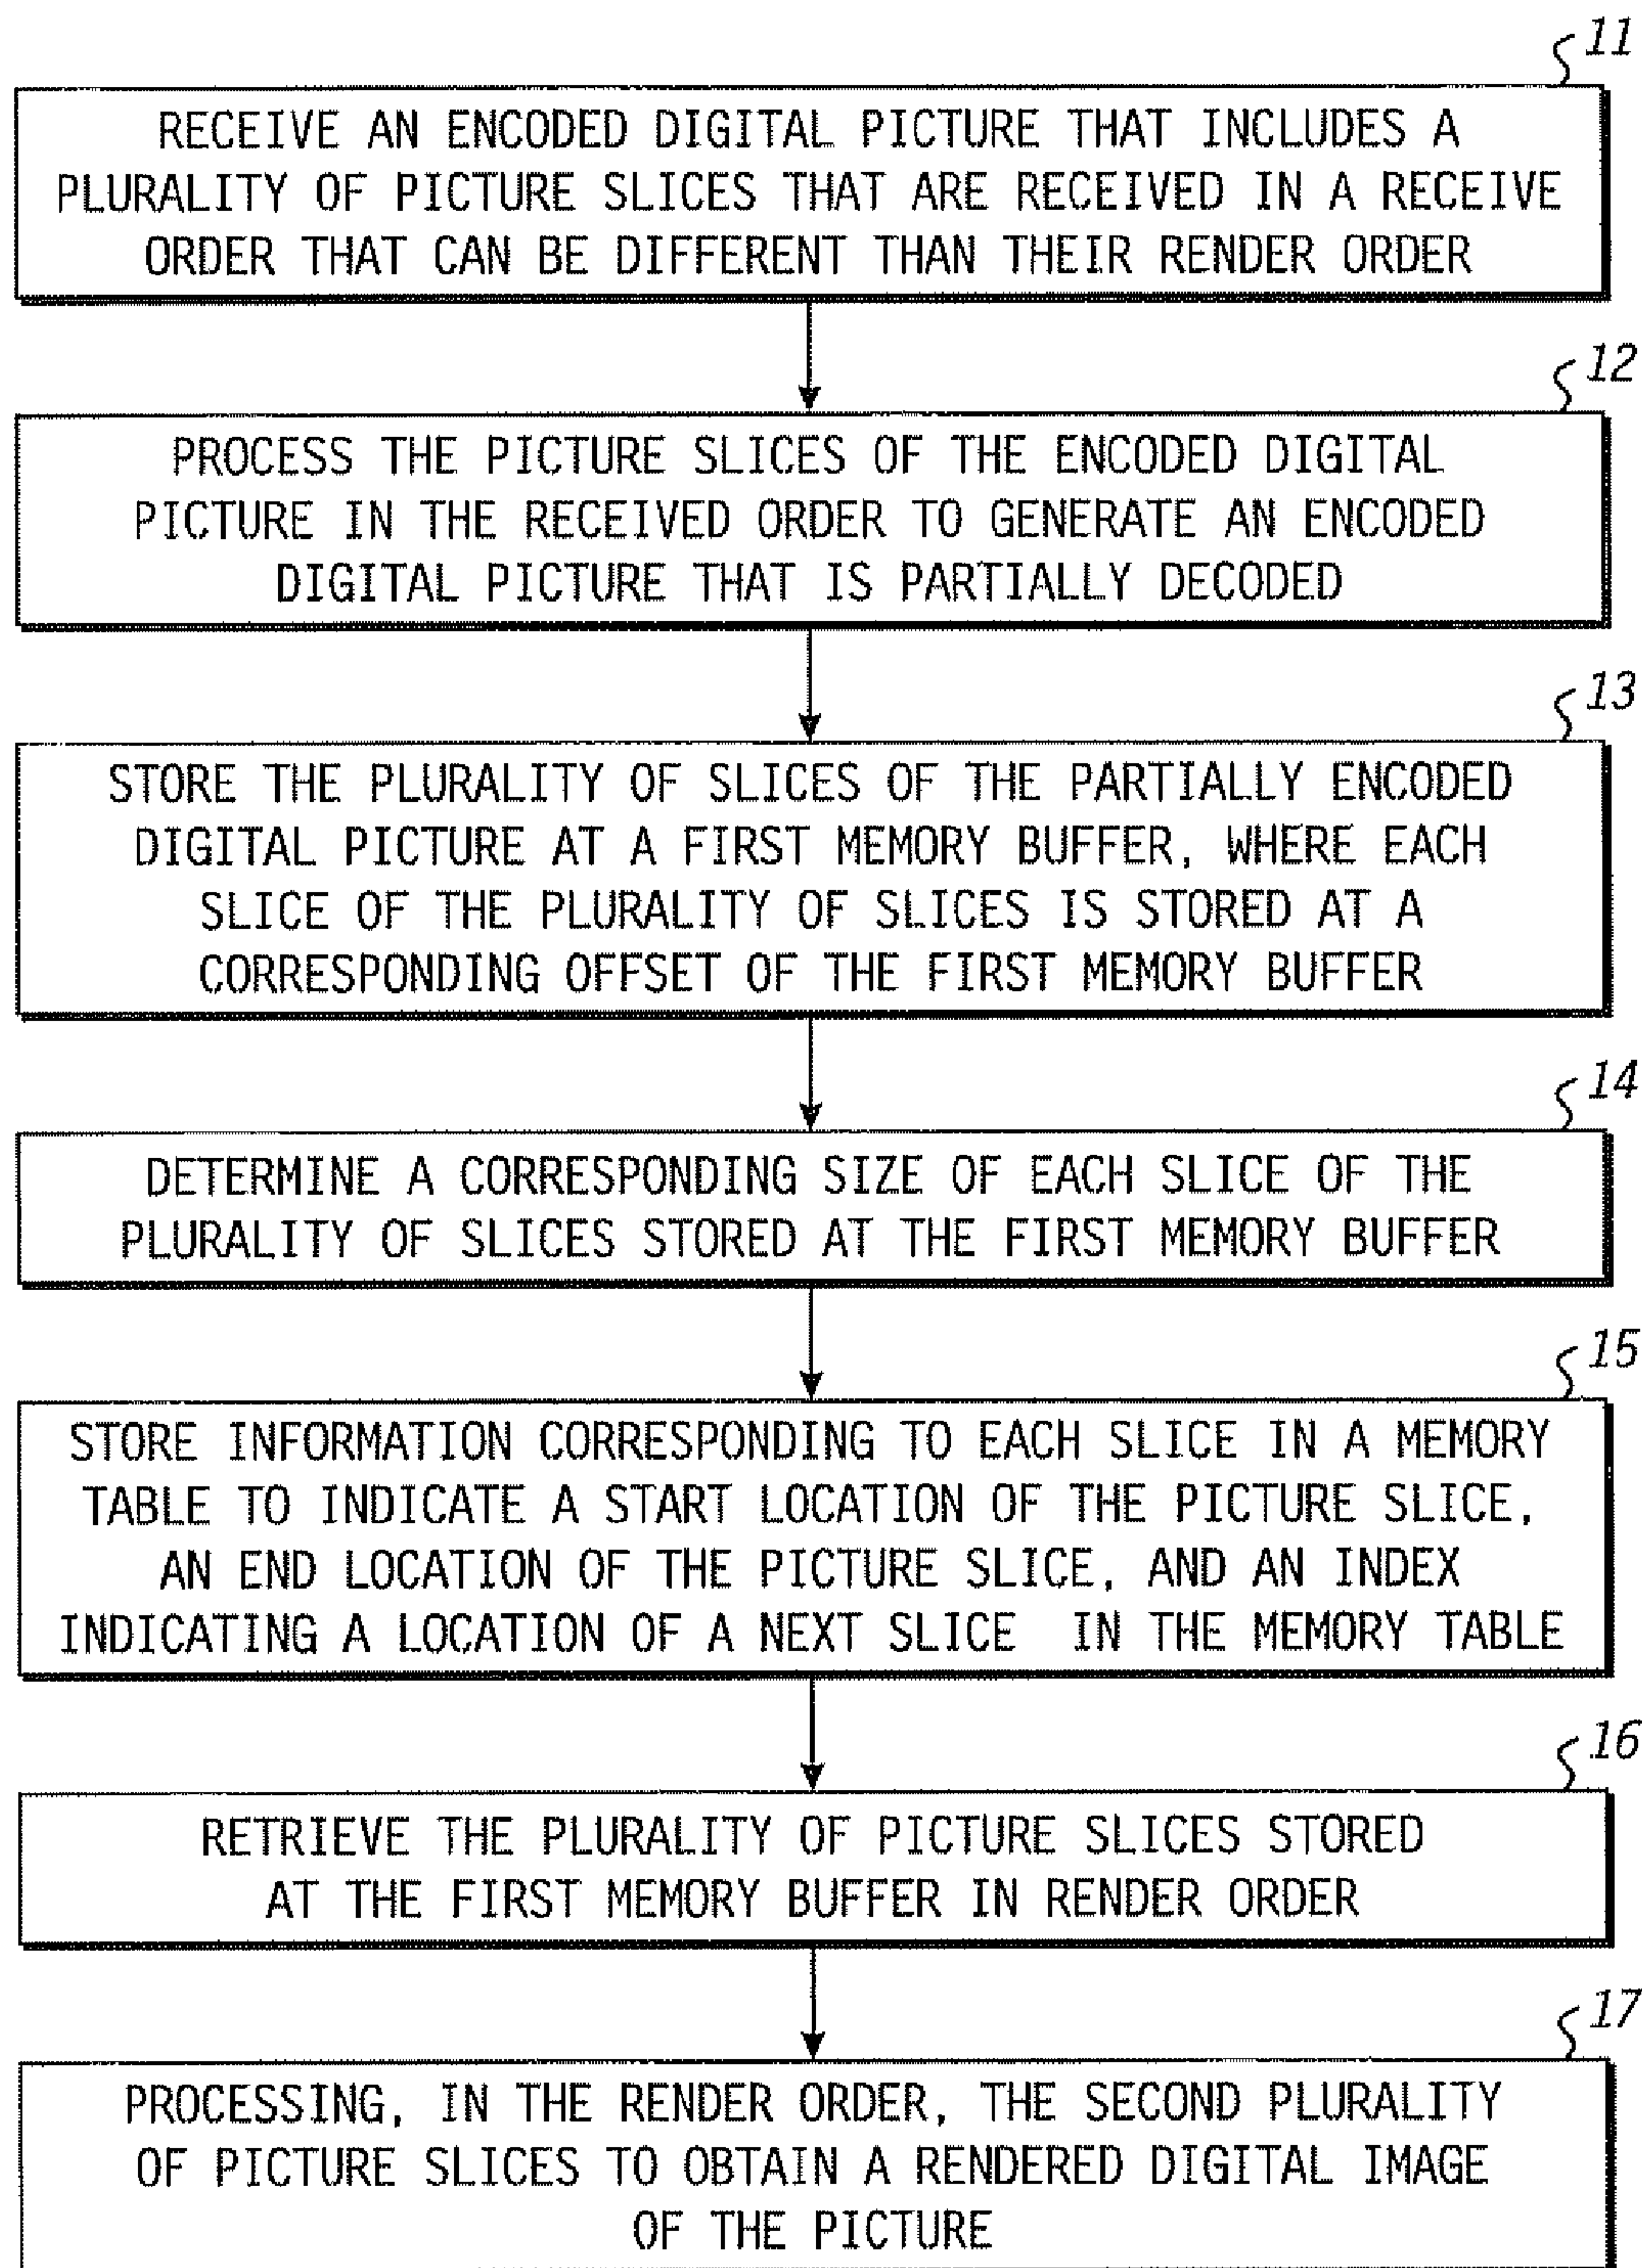 11
RECEIVE AN ENCODED DIGITAL PICTURE THAT INCLUDES A
PLURALITY OF PICTURE SLICES THAT ARE RECEIVED IN A RECEIVE
ORDER THAT CAN BE DIFFERENT THAN THEIR RENDER ORDER
12
PROCESS THE PICTURE SLICES OF THE ENCODED DIGITAL
PICTURE IN THE RECEIVED ORDER TO GENERATE AN ENCODED
DIGITAL PICTURE THAT IS PARTIALLY DECODED
13
STORE THE PLURALITY OF SLICES OF THE PARTIALLY ENCODED
DIGITAL PICTURE AT A FIRST MEMORY BUFFER, WHERE EACH
SLICE OF THE PLURALITY OF SLICES IS STORED AT A
CORRESPONDING OFFSET OF THE FIRST MEMORY BUFFER
14
DETERMINE A CORRESPONDING SIZE OF EACH SLICE OF THE
PLURALITY OF SLICES STORED AT THE FIRST MEMORY BUFFER
15
STORE INFORMATION CORRESPONDING TO EACH SLICE IN A MEMORY
TABLE TO INDICATE A START LOCATION OF THE PICTURE SLICE,
AN END LOCATION OF THE PICTURE SLICE, AND AN INDEX
INDICATING A LOCATION OF A NEXT SLICE IN THE MEMORY TABLE
16
RETRIEVE THE PLURALITY OF PICTURE SLICES STORED
AT THE FIRST MEMORY BUFFER IN RENDER ORDER
17
PROCESSING, IN THE RENDER ORDER, THE SECOND PLURALITY
OF PICTURE SLICES TO OBTAIN A RENDERED DIGITAL IMAGE
OF THE PICTURE